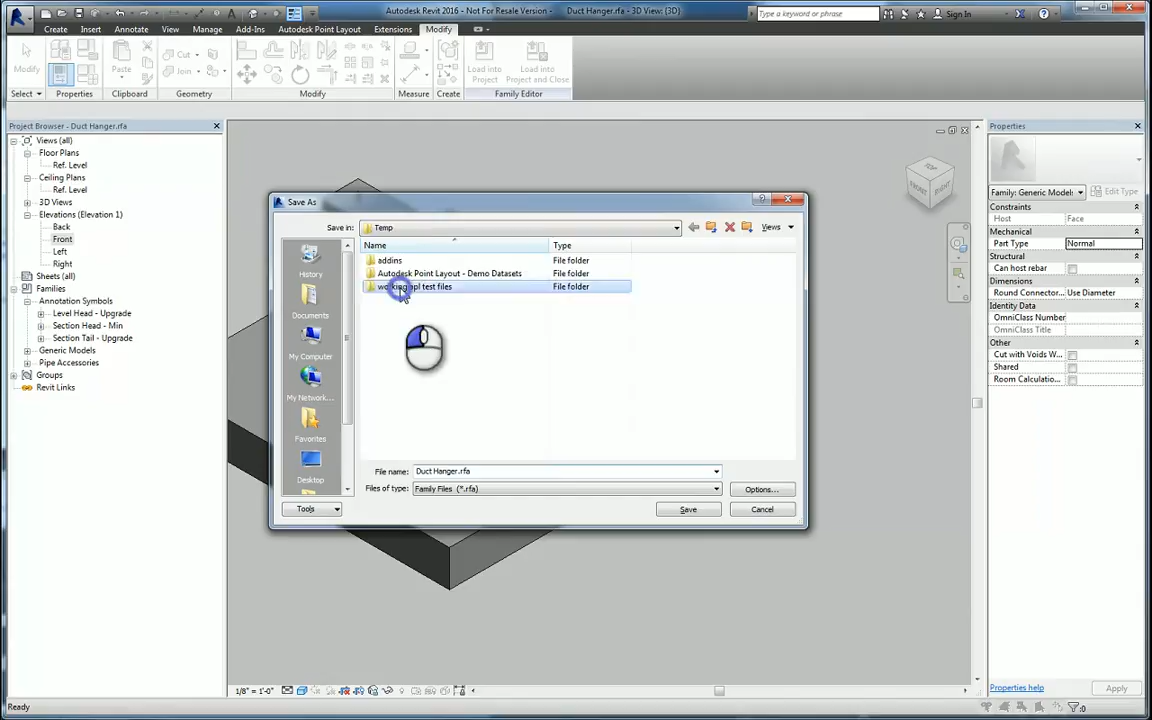 Autodesk Revit 2016 - Not For Resale Version - Duct Hanger.rfa - 3D View: {3D}
Type a keyword or phrase
Sign In
Create Insert Annotate View Manage Add-Ins Autodesk Point Layout Extensions Modify
Modify
Paste
Cut
Join
Load into
Project
Load into
Project and Close
Select Properties Clipboard Geometry Modify Measure Create Family Editor
Project Browser - Duct Hanger.rfa
Views (all)
Floor Plans
Ref. Level
Ceiling Plans
Ref. Level
3D Views
Elevations (Elevation 1)
Back
Front
Left
Right
Sheets (all)
Families
Annotation Symbols
Level Head - Upgrade
Section Head - Min
Section Tail - Upgrade
Generic Models
Pipe Accessories
Groups
Revit Links
Save As
Save in: Temp
Views
Name Type
addins File folder
Autodesk Point Layout - Demo Datasets File folder
working apl test files File folder
History
Documents
My Computer
My Network...
Favorites
Desktop
File name: Duct Hanger.rfa
Files of type: Family Files (*.rfa)
Options...
Tools
Save
Cancel
TOP
FRONT
RIGHT
Properties
Family: Generic Models
Edit Type
Constraints
Host Face
Mechanical
Part Type Normal
Structural
Can host rebar
Dimensions
Round Connector... Use Diameter
Identity Data
OmniClass Number
OmniClass Title
Other
Cut with Voids W...
Shared
Room Calculatio...
Properties help
Apply
1/8" = 1'-0"
Ready
:0